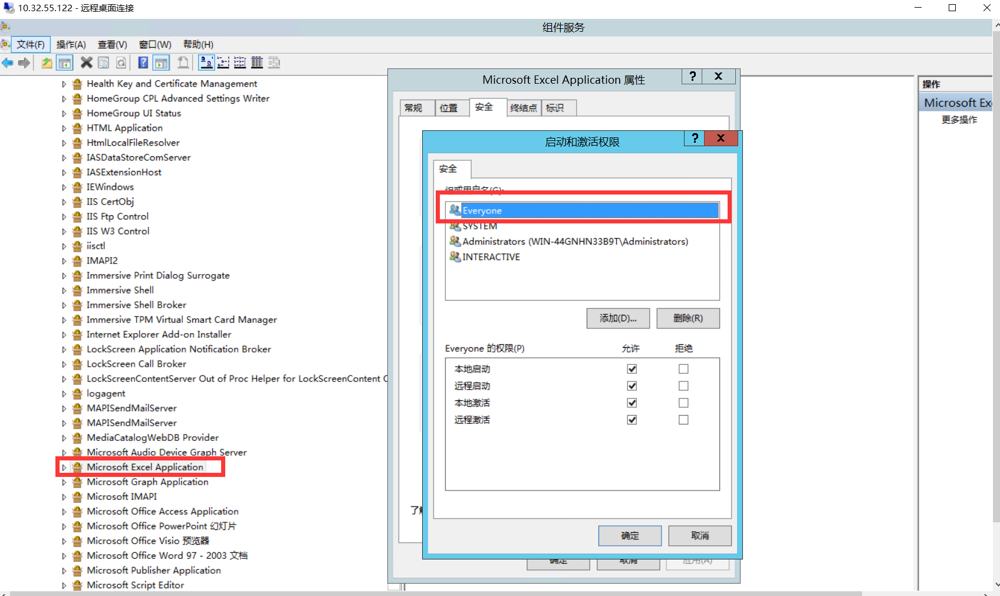 10.32.55.122 - 远程桌面连接
组件服务
文件(F) 操作(A) 查看(V) 窗口(W) 帮助(H)
Health Key and Certificate Management
HomeGroup CPL Advanced Settings Writer
HomeGroup UI Status
HTML Application
HtmlLocalFileResolver
IASDataStoreComServer
IASExtensionHost
IEWindows
IIS CertObj
IIS Ftp Control
IIS W3 Control
iisctl
IMAPI2
Immersive Print Dialog Surrogate
Immersive Shell
Immersive Shell Broker
Immersive TPM Virtual Smart Card Manager
Internet Explorer Add-on Installer
LockScreen Application Notification Broker
LockScreen Call Broker
LockScreenContentServer Out of Proc Helper for LockScreenContent C
logagent
MAPISendMailServer
MAPISendMailServer
MediaCatalogWebDB Provider
Microsoft Audio Device Graph Server
Microsoft Excel Application
Microsoft Graph Application
Microsoft IMAPI
Microsoft Office Access Application
Microsoft Office PowerPoint 幻灯片
Microsoft Office Visio 预览器
Microsoft Office Word 97 - 2003 文档
Microsoft Publisher Application
Microsoft Script Editor
Microsoft Excel Application 属性
? X
常规 位置 安全 终结点 标识
启动和激活权限
? X
安全
组或用户名(G):
Everyone
SYSTEM
Administrators (WIN-44GNHN33B9T\Administrators)
INTERACTIVE
添加(D)... 删除(R)
Everyone 的权限(P) 允许 拒绝
本地启动
远程启动
本地激活
远程激活
确定 取消
了解
确定 取消 应用(A)
操作
Microsoft Ex
更多操作